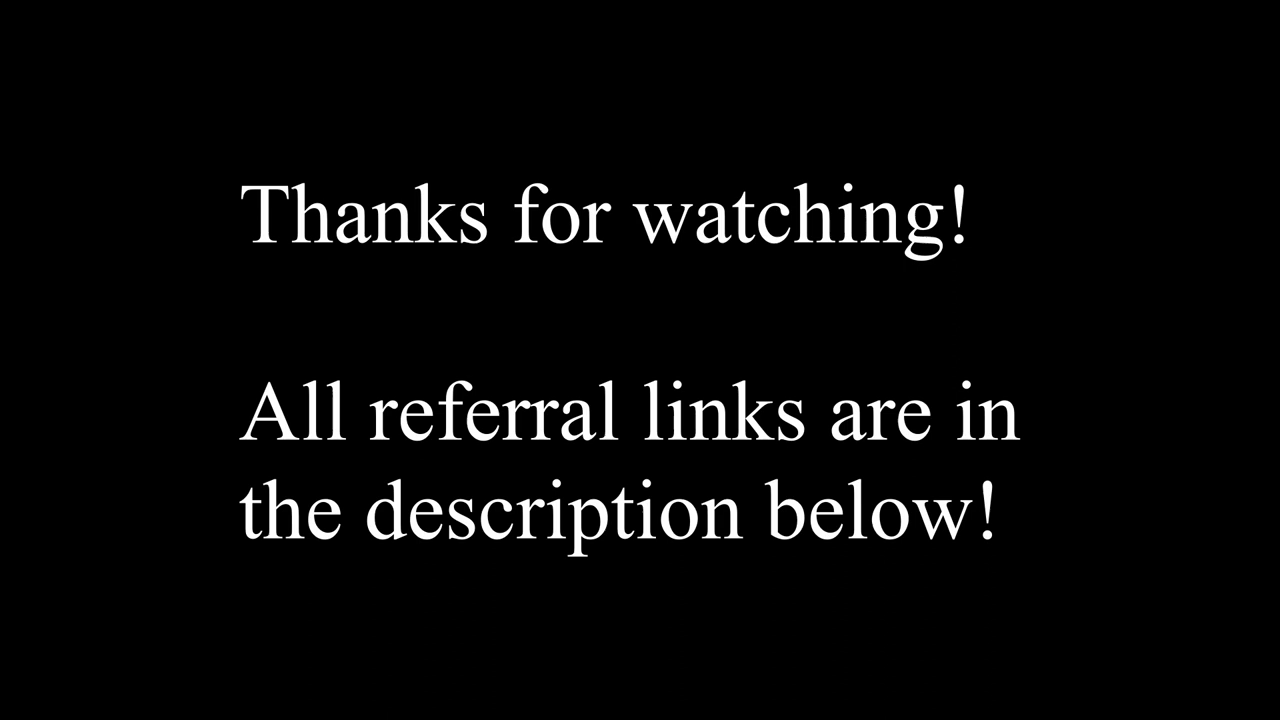 Thanks for watching!
All referral links are in
the description below!